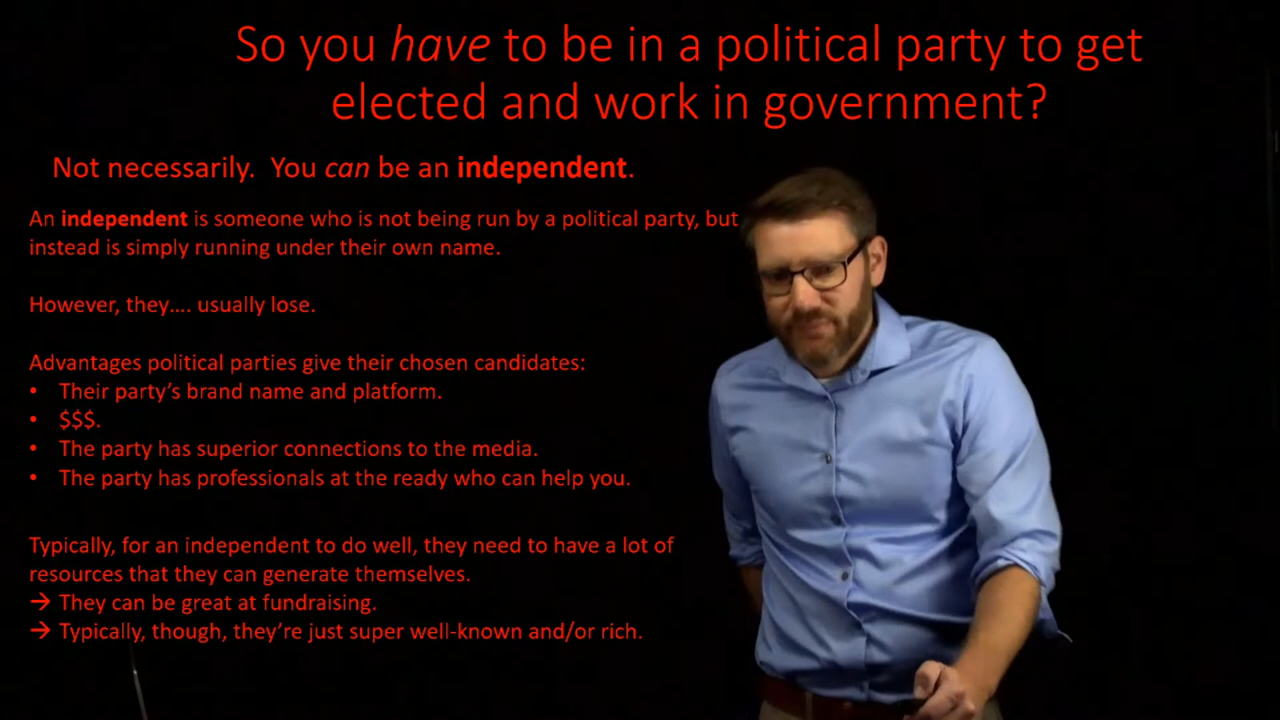 So you have to be in a political party to get
elected and work in government?
Not necessarily.  You can be an independent.
An independent is someone who is not being run by a political party, but
instead is simply running under their own name.
However, they.... usually lose.
Advantages political parties give their chosen candidates:
• Their party's brand name and platform.
• $$$.
• The party has superior connections to the media.
• The party has professionals at the ready who can help you.
Typically, for an independent to do well, they need to have a lot of
resources that they can generate themselves.
→ They can be great at fundraising.
→ Typically, though, they're just super well-known and/or rich.